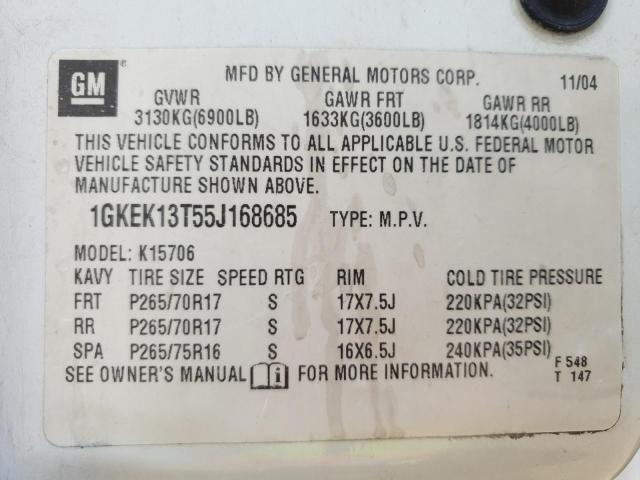 GM
MFD BY GENERAL MOTORS CORP. 11/04
GVWR GAWR FRT GAWR RR
3130KG(6900LB) 1633KG(3600LB) 1814KG(4000LB)
THIS VEHICLE CONFORMS TO ALL APPLICABLE U.S. FEDERAL MOTOR
VEHICLE SAFETY STANDARDS IN EFFECT ON THE DATE OF
MANUFACTURE SHOWN ABOVE.
1GKEK13T55J168685 TYPE: M.P.V.
MODEL: K15706
KAVY TIRE SIZE SPEED RTG RIM COLD TIRE PRESSURE
FRT P265/70R17 S 17X7.5J 220KPA(32PSI)
RR P265/70R17 S 17X7.5J 220KPA(32PSI)
SPA P265/75R16 S 16X6.5J 240KPA(35PSI)
SEE OWNER'S MANUAL i FOR MORE INFORMATION.
F 548
T 147